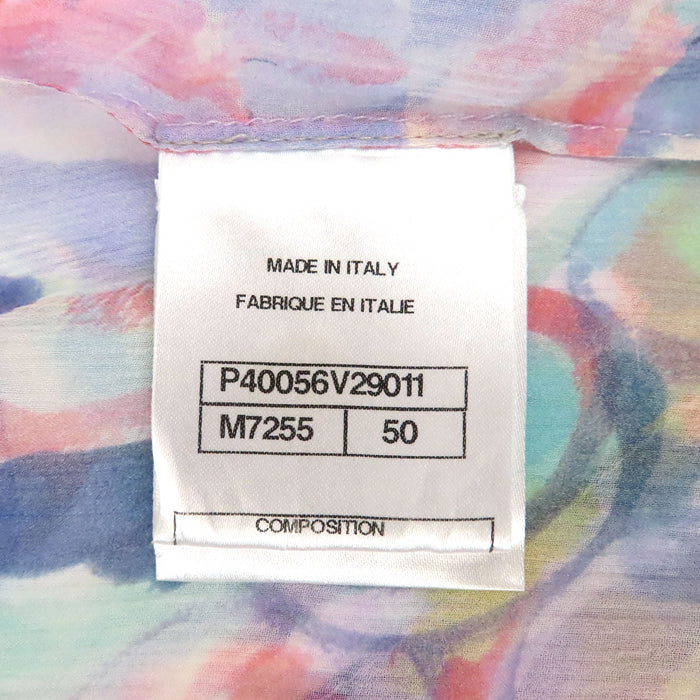 MADE IN ITALY
FABRIQUE EN ITALIE
P40056V29011
M7255 50
COMPOSITION